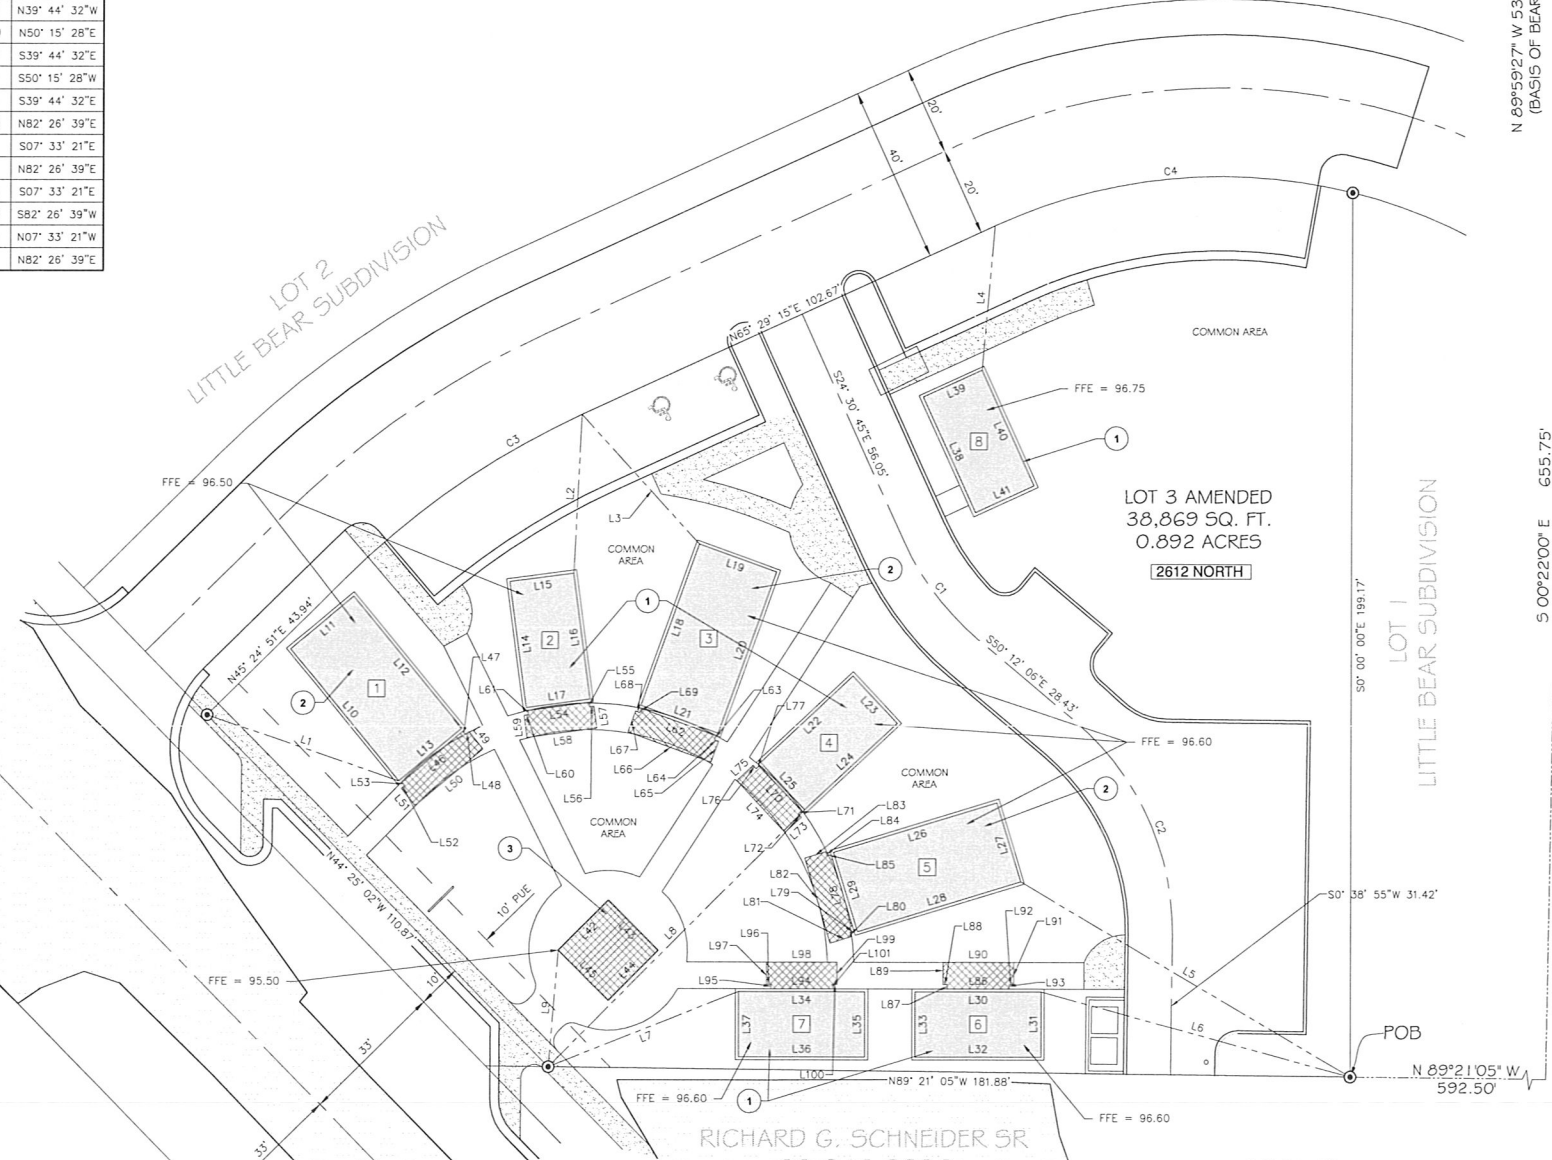 N39° 44' 32"W
N50° 15' 28"E
S39° 44' 32"E
S50° 15' 28"W
S39° 44' 32"E
N82° 26' 39"E
S07° 33' 21"E
N82° 26' 39"E
S07° 33' 21"E
S82° 26' 39"W
N07° 33' 21"W
N82° 26' 39"E
N 89°59'27" W 53
(BASIS OF BEAR
LOT 2
LITTLE BEAR SUBDIVISION
20'
40'
20'
C4
N65° 29' 15"E 102.67'
L4
COMMON AREA
C3
FFE = 96.75
L39
L40
8
L38
L41
1
S24° 30' 45"E 56.05'
FFE = 96.50
L2
L3
COMMON
AREA
LOT 3 AMENDED
38,869 SQ. FT.
0.892 ACRES
2612 NORTH
LOT 1
LITTLE BEAR SUBDIVISION
S 00°22'00" E 655.75'
S0° 00' 00"E 199.17'
N45° 24' 51"E 43.94'
L11
L12
1
L10
L13
2
L1
L15
L14
2
L16
L17
1
L19
L18
3
L20
L21
2
C1
S50° 12' 06"E 28.43'
L47
L61
L55
L68
L69
L63
L77
L49
L59
L54
L57
L62
L58
L67
L66
L64
L65
L60
L56
L46
L50
L48
L53
L51
L52
L22
L23
4
L24
L25
L75
L70
L76
L74
L71
L73
L72
FFE = 96.60
COMMON
AREA
2
COMMON
AREA
C2
L83
L84
L85
L26
L27
5
L28
L29
L78
L82
L79
L81
L80
3
10' PUE
N44° 25' 02"W 110.87'
L42
L43
L44
L45
L8
S0° 38' 55"W 31.42'
L96
L97
L98
L99
L101
L95
L94
L88
L92
L91
L90
L89
L86
L93
L87
L5
FFE = 95.50
10'
L9
L7
L34
L37
7
L35
L36
L30
L33
6
L31
L32
L6
POB
33'
33'
L100
N89° 21' 05"W 181.88'
N 89°21'05" W
592.50'
FFE = 96.60
1
FFE = 96.60
RICHARD G. SCHNEIDER SR